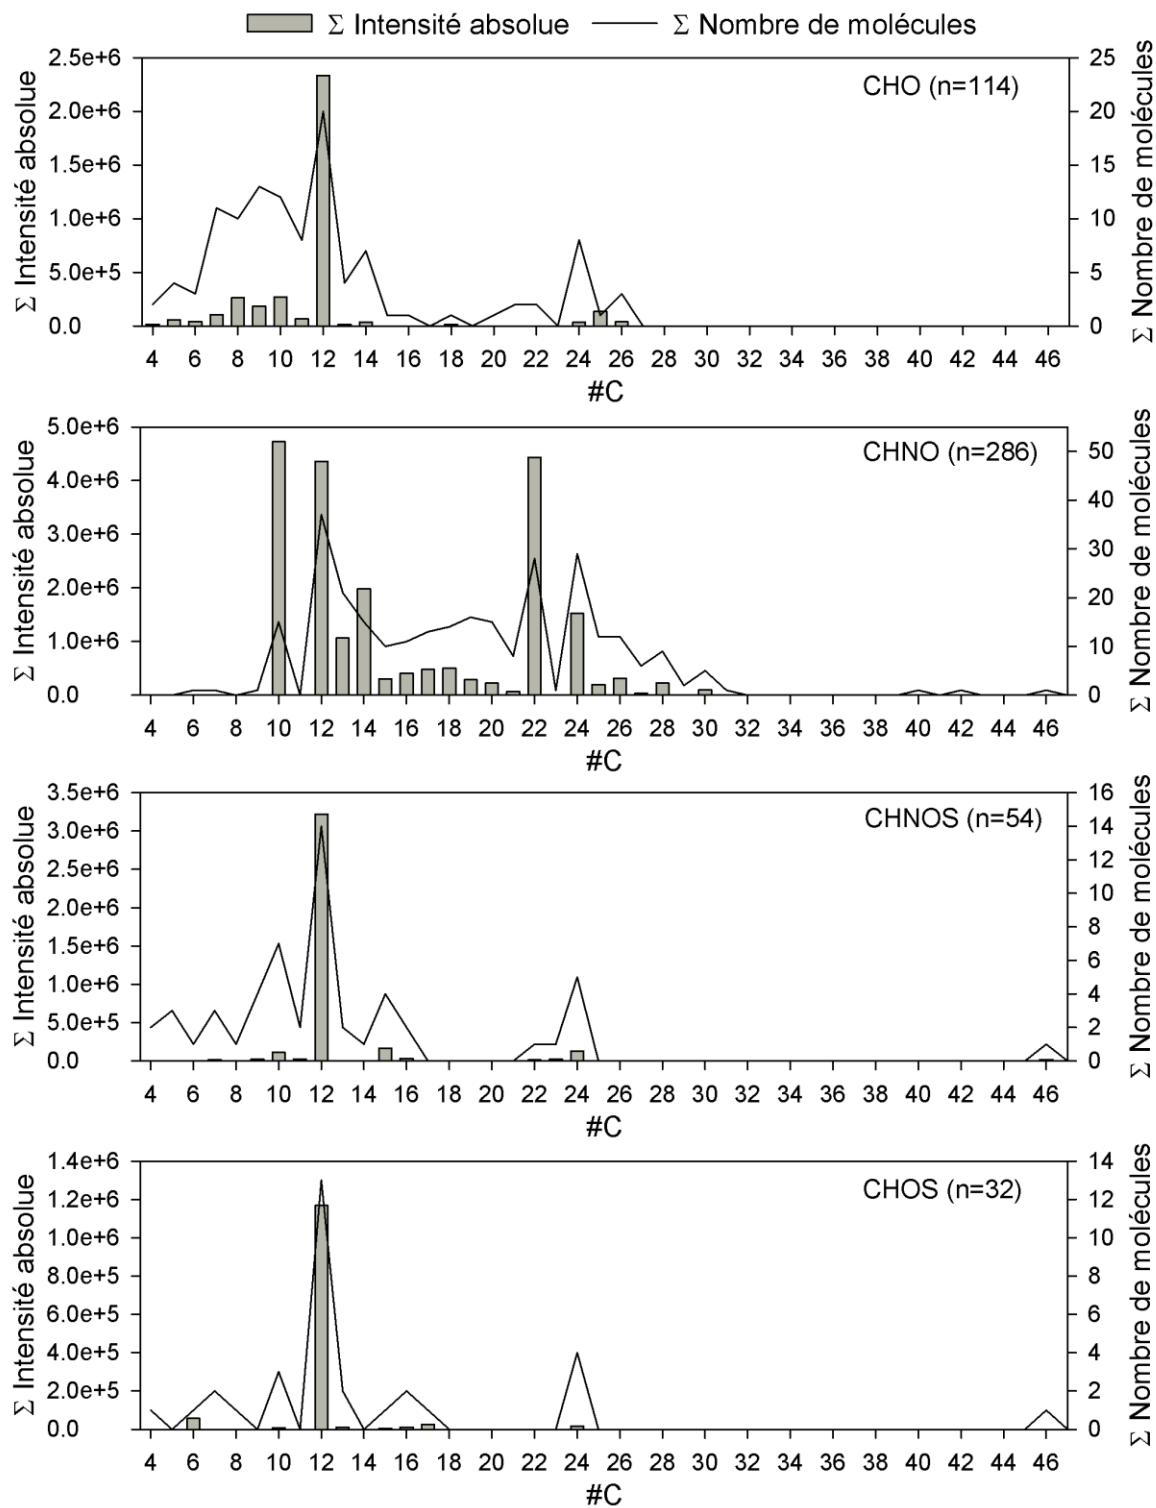 Σ Intensité absolue Σ Nombre de molécules
CHO (n=114)
Σ Intensité absolue
2.5e+6
2.0e+6
1.5e+6
1.0e+6
5.0e+5
0.0
25
20
15
10
5
0
Σ Nombre de molécules
4 6 8 10 12 14 16 18 20 22 24 26 28 30 32 34 36 38 40 42 44 46
#C
CHNO (n=286)
Σ Intensité absolue
5.0e+6
4.0e+6
3.0e+6
2.0e+6
1.0e+6
0.0
50
40
30
20
10
0
Σ Nombre de molécules
4 6 8 10 12 14 16 18 20 22 24 26 28 30 32 34 36 38 40 42 44 46
#C
CHNOS (n=54)
Σ Intensité absolue
3.5e+6
3.0e+6
2.5e+6
2.0e+6
1.5e+6
1.0e+6
5.0e+5
0.0
16
14
12
10
8
6
4
2
0
Σ Nombre de molécules
4 6 8 10 12 14 16 18 20 22 24 26 28 30 32 34 36 38 40 42 44 46
#C
CHOS (n=32)
Σ Intensité absolue
1.4e+6
1.2e+6
1.0e+6
8.0e+5
6.0e+5
4.0e+5
2.0e+5
0.0
14
12
10
8
6
4
2
0
Σ Nombre de molécules
4 6 8 10 12 14 16 18 20 22 24 26 28 30 32 34 36 38 40 42 44 46
#C